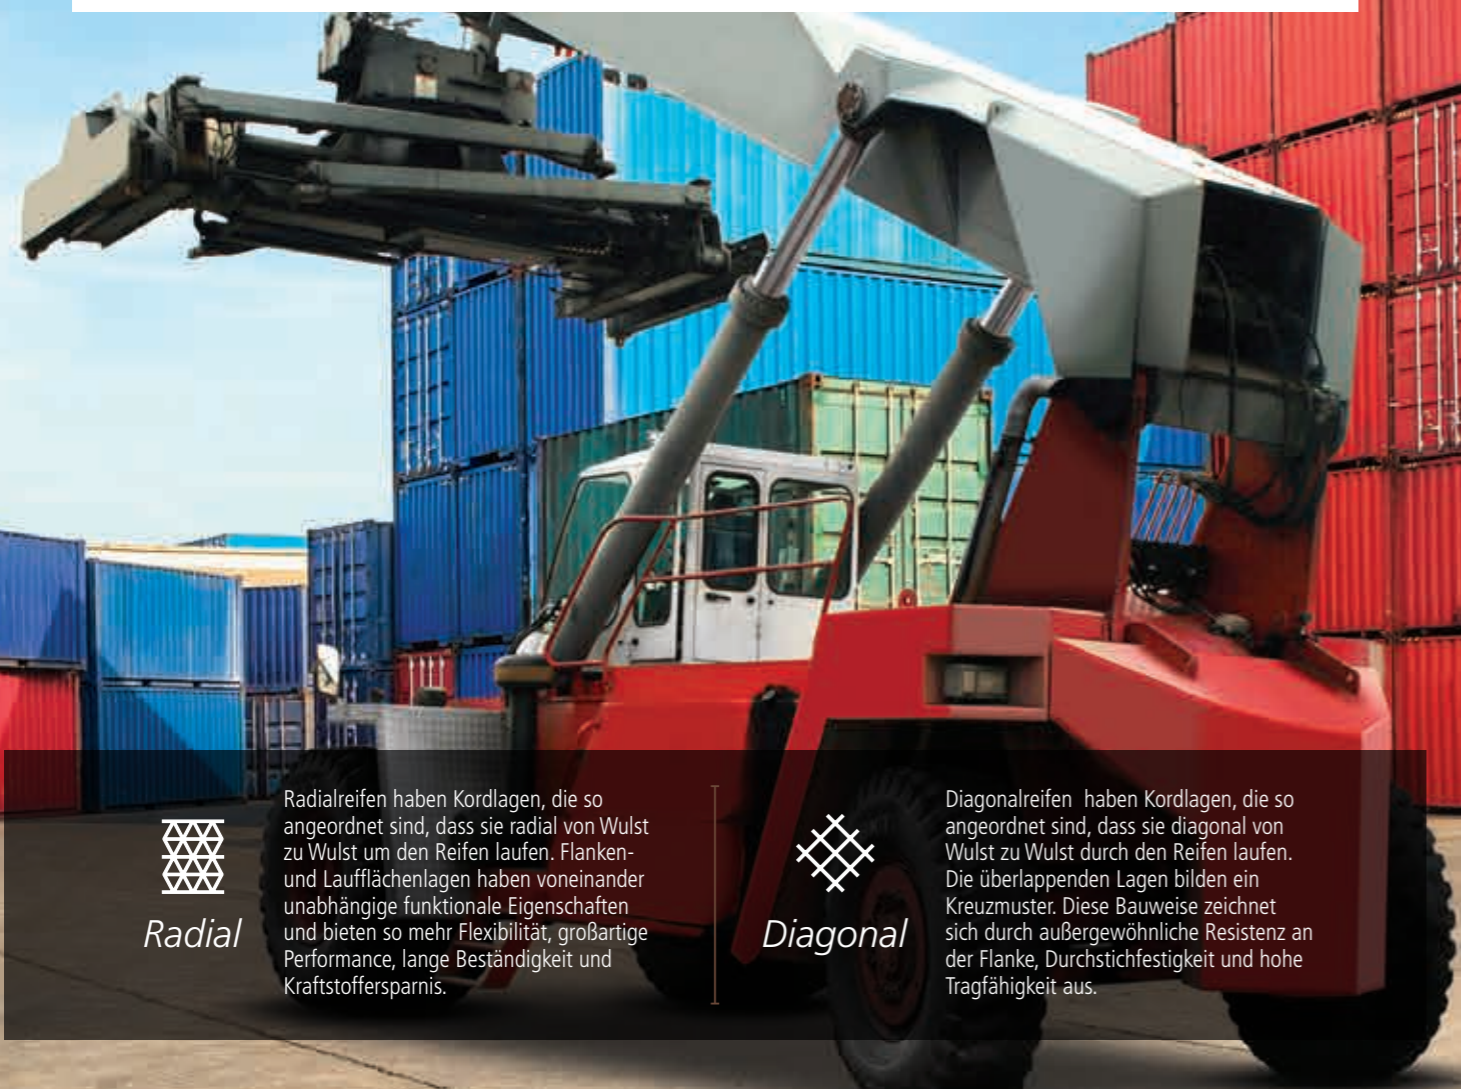 Radial
Radialreifen haben Kordlagen, die so
angeordnet sind, dass sie radial von Wulst
zu Wulst um den Reifen laufen. Flanken-
und Laufflächenlagen haben voneinander
unabhängige funktionale Eigenschaften
und bieten so mehr Flexibilität, großartige
Performance, lange Beständigkeit und
Kraftstoffersparnis.
Diagonal
Diagonalreifen  haben Kordlagen, die so
angeordnet sind, dass sie diagonal von
Wulst zu Wulst durch den Reifen laufen.
Die überlappenden Lagen bilden ein
Kreuzmuster. Diese Bauweise zeichnet
sich durch außergewöhnliche Resistenz an
der Flanke, Durchstichfestigkeit und hohe
Tragfähigkeit aus.